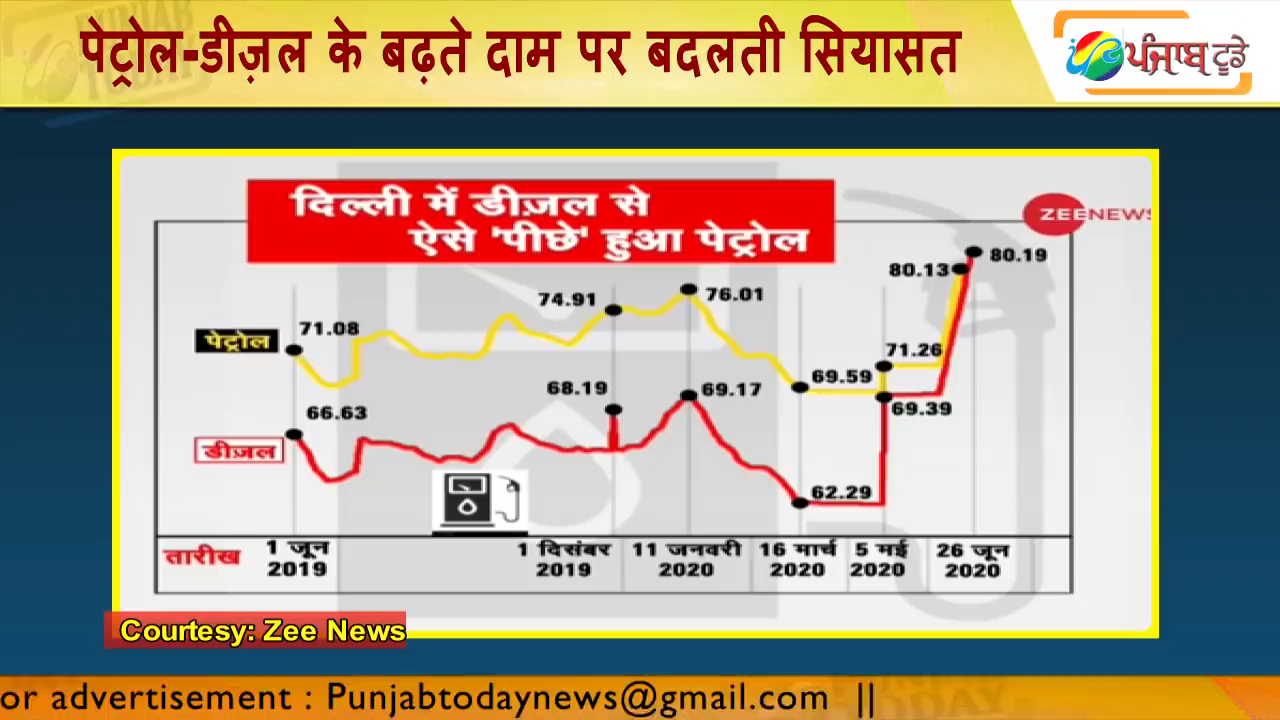 पेट्रोल-डीज़ल के बढ़ते दाम पर बदलती सियासत
ਪੰਜਾਬ ਟੂਡੇ
दिल्ली में डीज़ल से
ऐसे 'पीछे' हुआ पेट्रोल
ZEENEWS
80.19
80.13
74.91
76.01
71.08
पेट्रोल
71.26
69.59
68.19
69.17
69.39
66.63
डीज़ल
62.29
तारीख
1 जून 2019
1 दिसंबर 2019
11 जनवरी 2020
16 मार्च 2020
5 मई 2020
26 जून 2020
Courtesy: Zee News
or advertisement : Punjabtodaynews@gmail.com ||